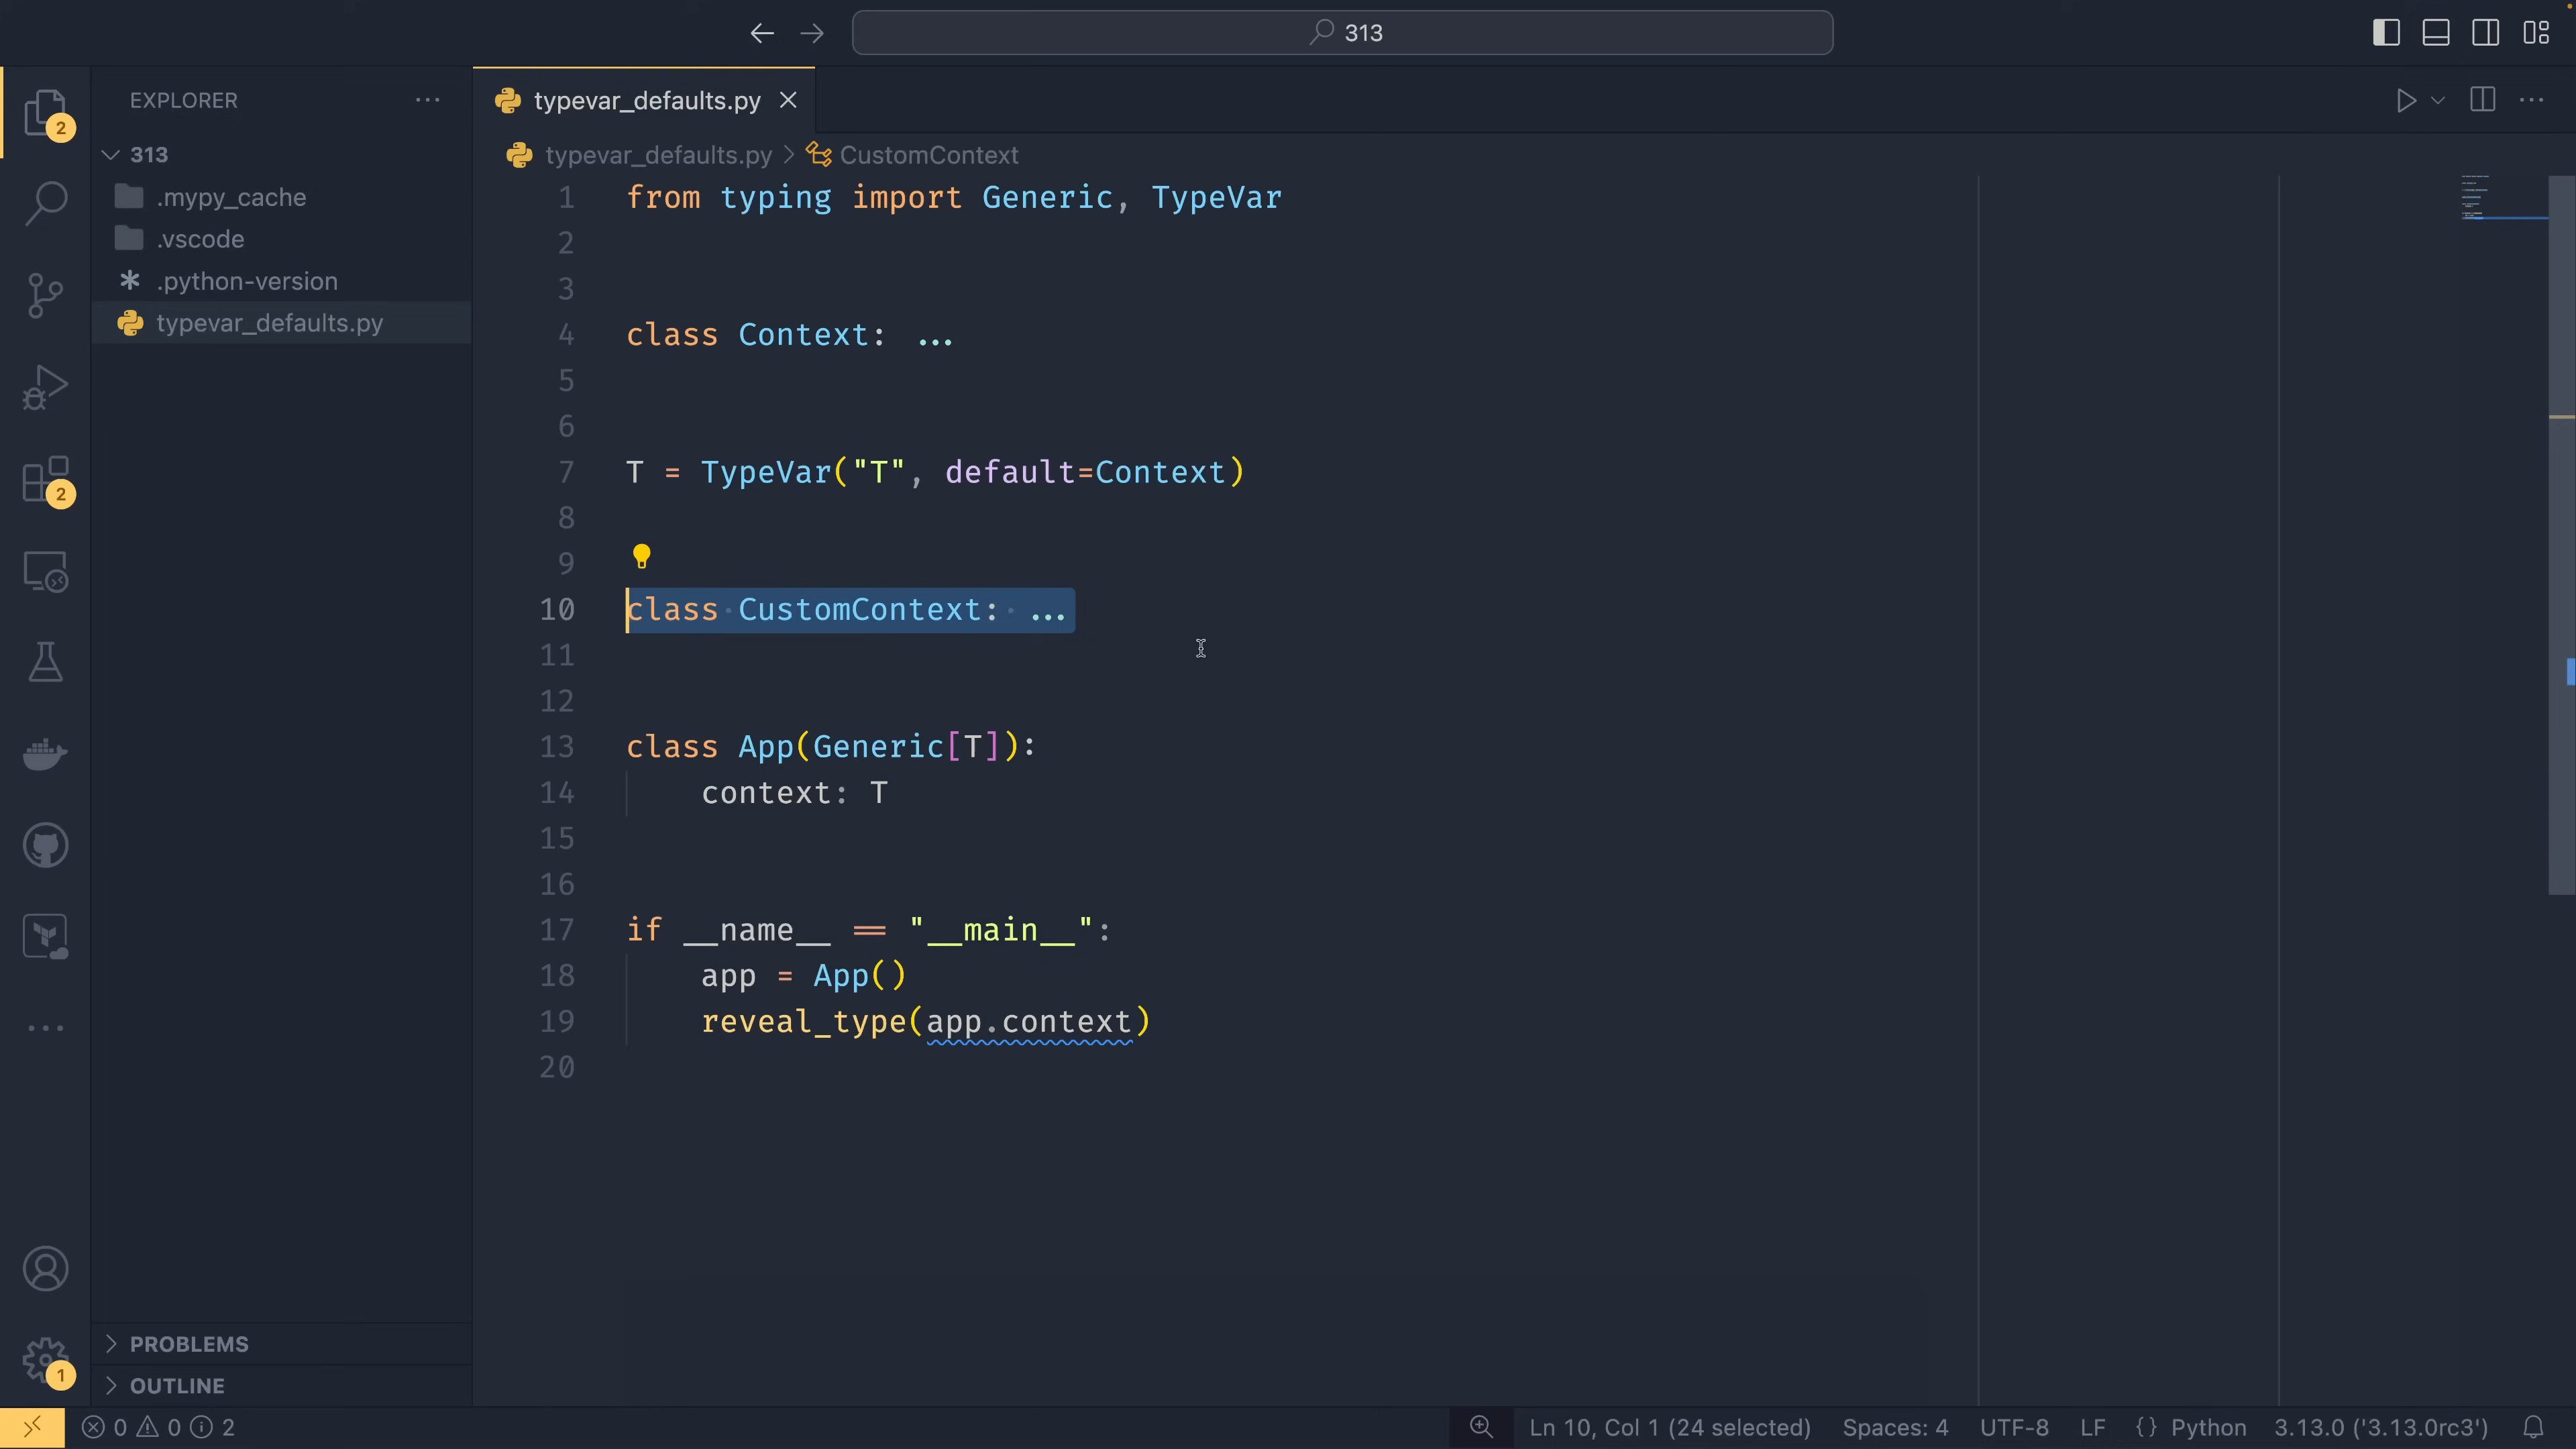 313
EXPLORER
313
.mypy_cache
.vscode
.python-version
typevar_defaults.py
PROBLEMS
OUTLINE
2
2
1
typevar_defaults.py
typevar_defaults.py > CustomContext
1 from typing import Generic, TypeVar
2
3
4 class Context: ...
5
6
7 T = TypeVar("T", default=Context)
8
9
10 class CustomContext: ...
11
12
13 class App(Generic[T]):
14 context: T
15
16
17 if __name__ == "__main__":
18 app = App()
19 reveal_type(app.context)
20
0 0 2
Ln 10, Col 1 (24 selected) Spaces: 4 UTF-8 LF {} Python 3.13.0 ('3.13.0rc3')